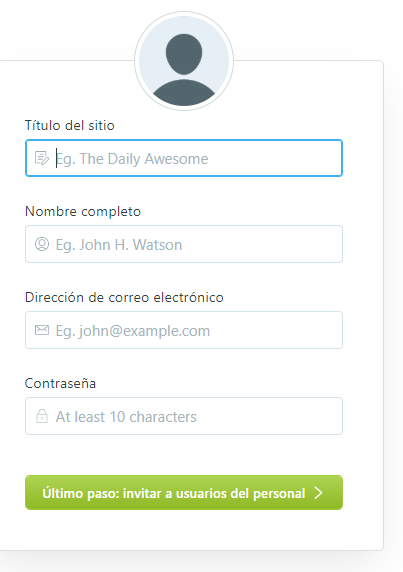 Título del sitio
Eg. The Daily Awesome
Nombre completo
Eg. John H. Watson
Dirección de correo electrónico
Eg. john@example.com
Contraseña
At least 10 characters
Último paso: invitar a usuarios del personal